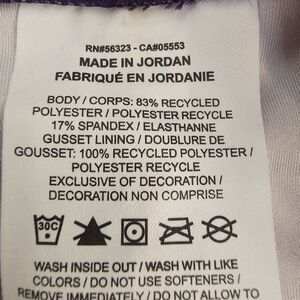 RN#56323 - CA#05553
MADE IN JORDAN
FABRIQUÉ EN JORDANIE
BODY / CORPS: 83% RECYCLED
POLYESTER / POLYESTER RECYCLE
17% SPANDEX / ELASTHANNE
GUSSET LINING / DOUBLURE DE
GOUSSET: 100% RECYCLED POLYESTER /
POLYESTER RECYCLE
EXCLUSIVE OF DECORATION /
DECORATION NON COMPRISE
30C
WASH INSIDE OUT / WASH WITH LIKE
COLORS / DO NOT USE SOFTENERS /
REMOVE IMMEDIATELY / DO NOT ALLOW TO